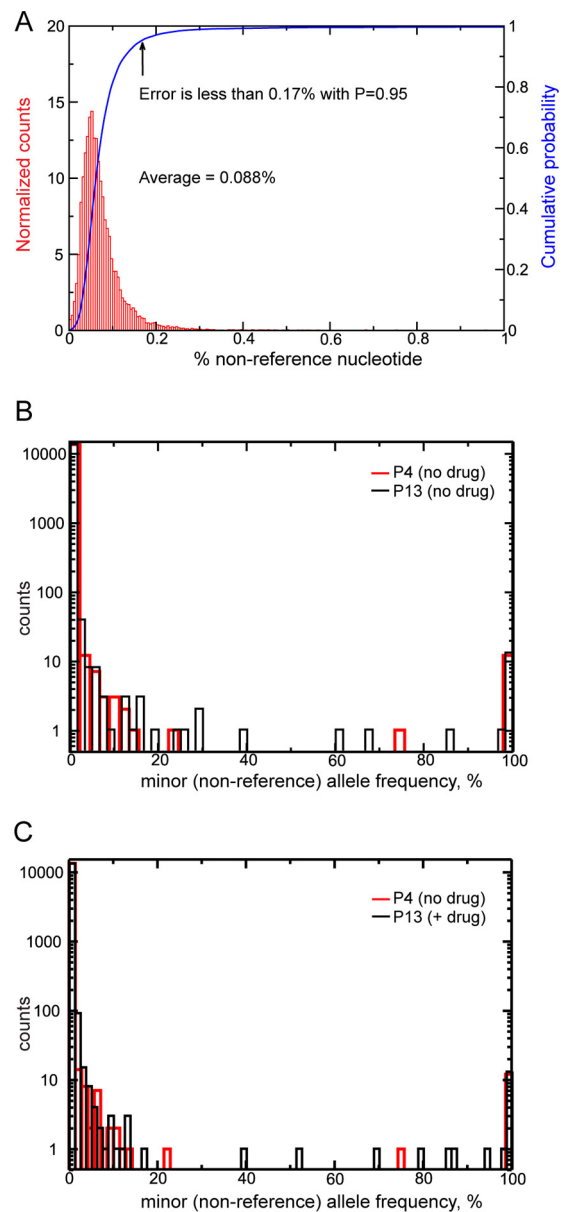 A
20
15
10
5
0
Normalized counts
1
0.8
0.6
0.4
0.2
0
Cumulative probability
Error is less than 0.17% with P=0.95
Average = 0.088%
0 0.2 0.4 0.6 0.8 1
% non-reference nucleotide
B
10000
1000
100
10
1
counts
P4 (no drug)
P13 (no drug)
0 20 40 60 80 100
minor (non-reference) allele frequency, %
C
10000
1000
100
10
1
counts
P4 (no drug)
P13 (+ drug)
0 20 40 60 80 100
minor (non-reference) allele frequency, %